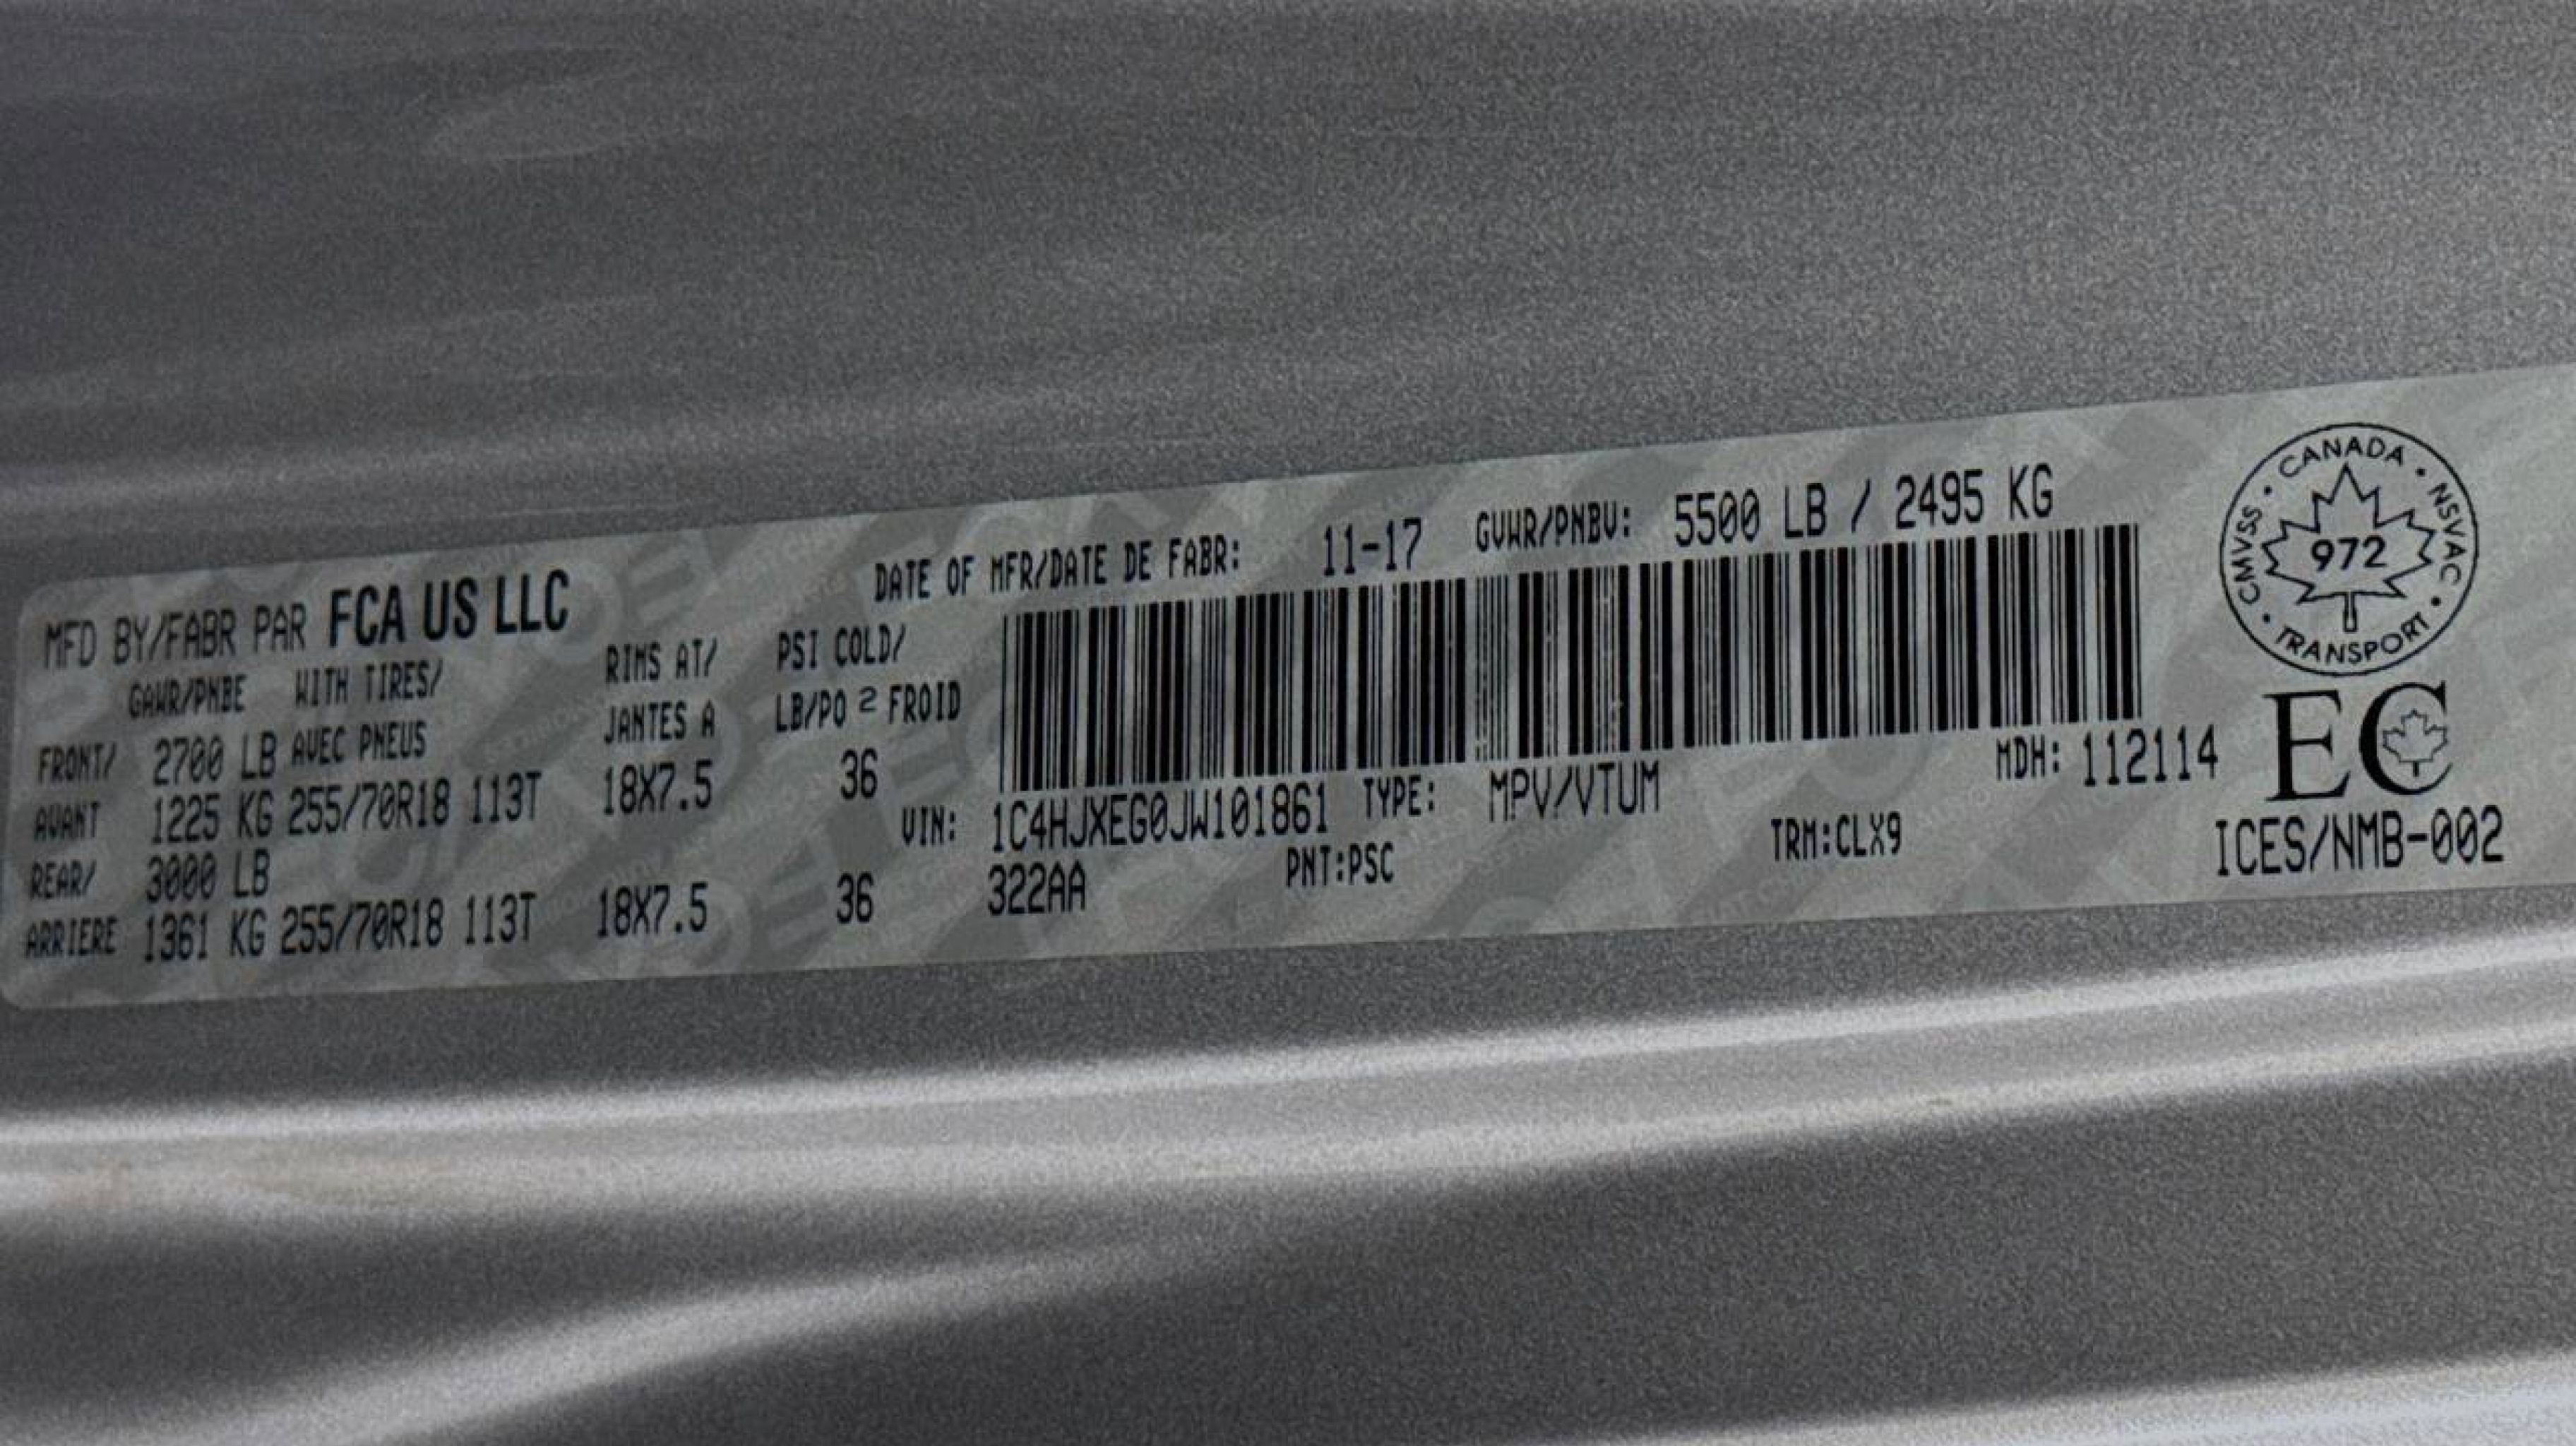 MFD BY/FABR PAR FCA US LLC
DATE OF MFR/DATE DE FABR: 11-17 GVWR/PNBV: 5500 LB / 2495 KG
GAWR/PNBE WITH TIRES/ RIMS AT/ PSI COLD/
AVEC PNEUS JANTES A LB/PO 2 FROID
FRONT/ 2700 LB
AVANT 1225 KG 255/70R18 113T 18X7.5 36
REAR/ 3000 LB
ARRIERE 1361 KG 255/70R18 113T 18X7.5 36
VIN: 1C4HJXEG0JW101861 TYPE: MPV/VTUM MDH: 112114
322AA PNT:PSC TRM:CLX9
CANADA • NSVAC • TRANSPORT • CMVSS •
972
EC
ICES/NMB-002